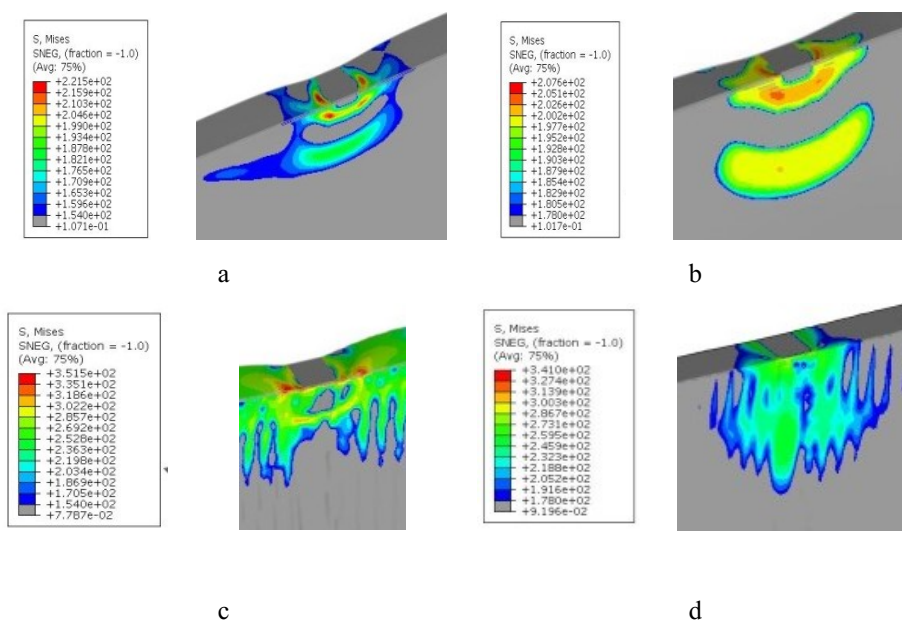 S, Mises
SNEG, (fraction = -1.0)
(Avg: 75%)
+2.215e+02
+2.159e+02
+2.103e+02
+2.046e+02
+1.990e+02
+1.934e+02
+1.878e+02
+1.821e+02
+1.765e+02
+1.709e+02
+1.653e+02
+1.596e+02
+1.540e+02
+1.071e-01
a
S, Mises
SNEG, (fraction = -1.0)
(Avg: 75%)
+2.076e+02
+2.051e+02
+2.026e+02
+2.002e+02
+1.977e+02
+1.952e+02
+1.928e+02
+1.903e+02
+1.879e+02
+1.854e+02
+1.829e+02
+1.805e+02
+1.780e+02
+1.017e-01
b
S, Mises
SNEG, (fraction = -1.0)
(Avg: 75%)
+3.515e+02
+3.351e+02
+3.186e+02
+3.022e+02
+2.857e+02
+2.692e+02
+2.528e+02
+2.363e+02
+2.198e+02
+2.034e+02
+1.869e+02
+1.705e+02
+1.540e+02
+7.787e-02
c
S, Mises
SNEG, (fraction = -1.0)
(Avg: 75%)
+3.410e+02
+3.274e+02
+3.139e+02
+3.003e+02
+2.867e+02
+2.731e+02
+2.595e+02
+2.459e+02
+2.323e+02
+2.188e+02
+2.052e+02
+1.916e+02
+1.780e+02
+9.196e-02
d